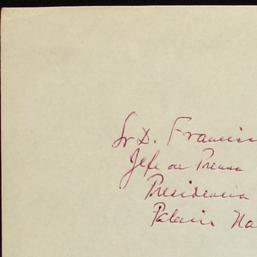 Sr D. Francis
Jefe de Prensa
Presidencia
Palacio Na